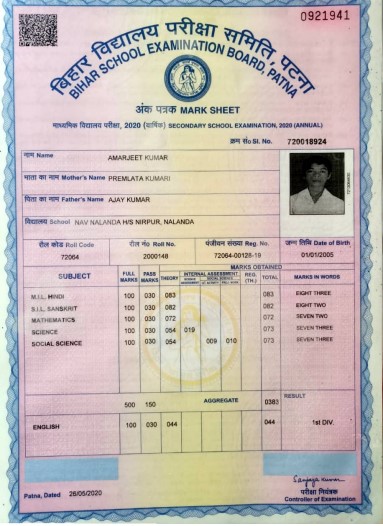 0921941
बिहार विद्यालय परीक्षा समिति, पटना
BIHAR SCHOOL EXAMINATION BOARD, PATNA
अंक पत्रक MARK SHEET
माध्यमिक विद्यालय परीक्षा, 2020 (वार्षिक) SECONDARY SCHOOL EXAMINATION, 2020 (ANNUAL)
क्रम सं० Sl. No. 720018924
नाम Name AMARJEET KUMAR
माता का नाम Mother's Name PREMLATA KUMARI
पिता का नाम Father's Name AJAY KUMAR
विद्यालय School NAV NALANDA H/S NIRPUR, NALANDA
रौल कोड Roll Code रौल नं० Roll No. पंजीयन संख्या Reg. No. जन्म तिथि Date of Birth
72064 2000148 72064-00128-19 01/01/2005
MARKS OBTAINED
SUBJECT FULL MARKS PASS MARKS THEORY INTERNAL ASSESSMENT REG. (TH.) TOTAL MARKS IN WORDS
M.I.L. HINDI 100 030 083 083 EIGHT THREE
S.I.L. SANSKRIT 100 030 082 082 EIGHT TWO
MATHEMATICS 100 030 072 072 SEVEN TWO
SCIENCE 100 030 054 019 073 SEVEN THREE
SOCIAL SCIENCE 100 030 054 009 010 073 SEVEN THREE
500 150 AGGREGATE 0383 RESULT
ENGLISH 100 030 044 044 1st DIV.
Sanjay Kumar
Patna, Dated 26/05/2020 परीक्षा नियंत्रक
Controller of Examination